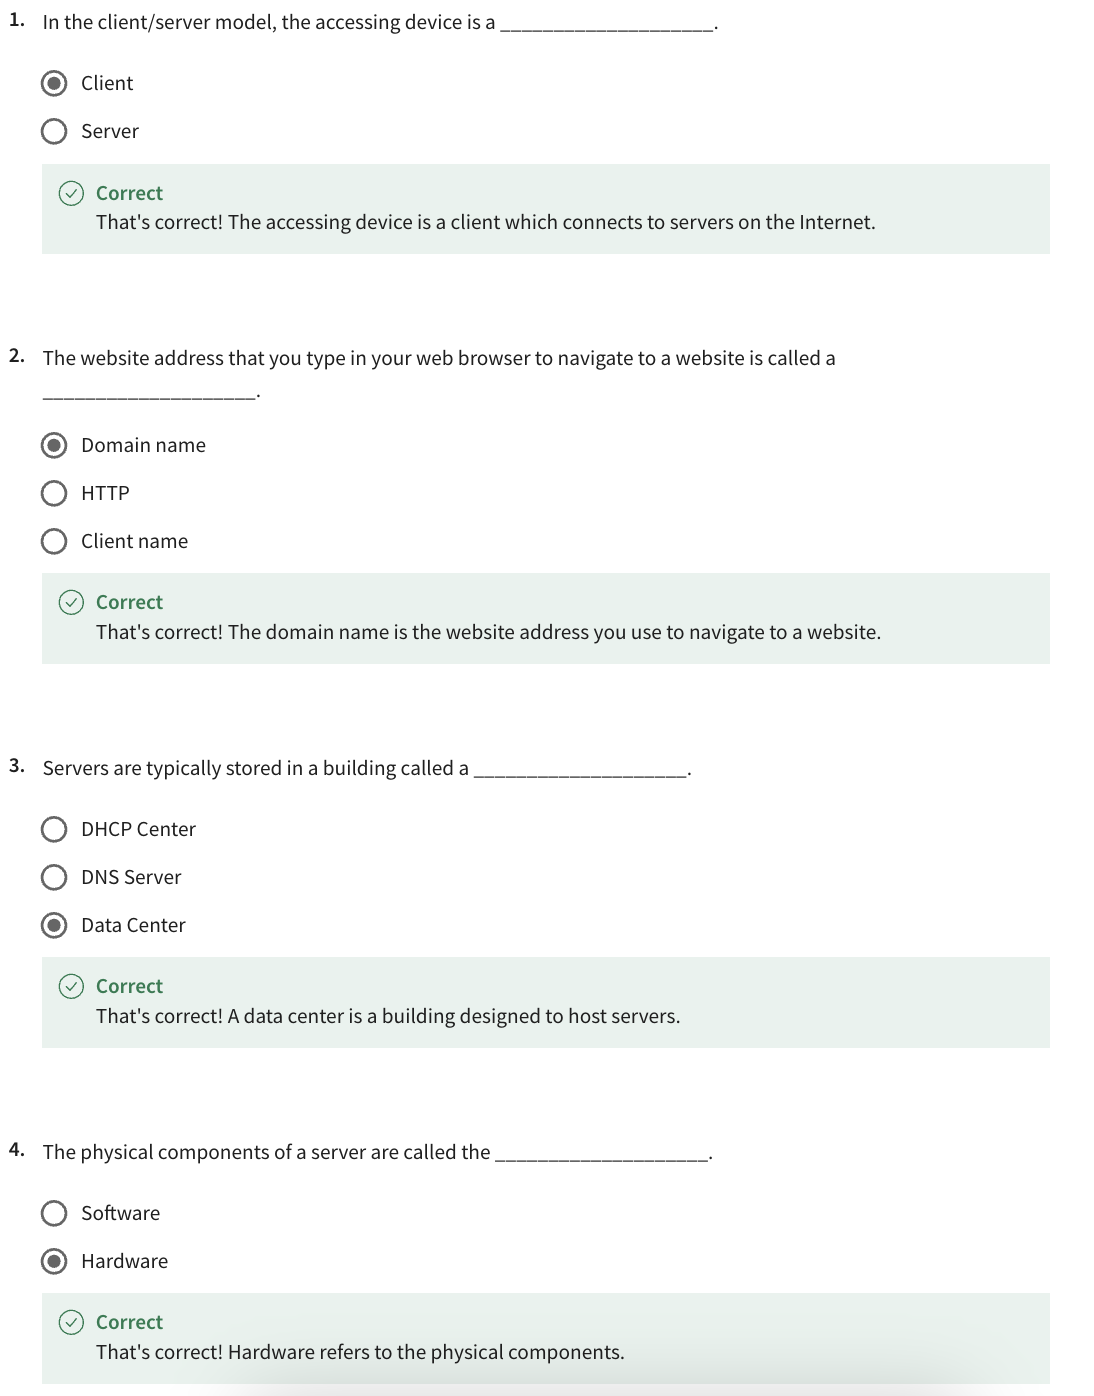 1. In the client/server model, the accessing device is a ____________________.
Client
Server
Correct
That's correct! The accessing device is a client which connects to servers on the Internet.
2. The website address that you type in your web browser to navigate to a website is called a
____________________.
Domain name
HTTP
Client name
Correct
That's correct! The domain name is the website address you use to navigate to a website.
3. Servers are typically stored in a building called a ____________________.
DHCP Center
DNS Server
Data Center
Correct
That's correct! A data center is a building designed to host servers.
4. The physical components of a server are called the ____________________.
Software
Hardware
Correct
That's correct! Hardware refers to the physical components.